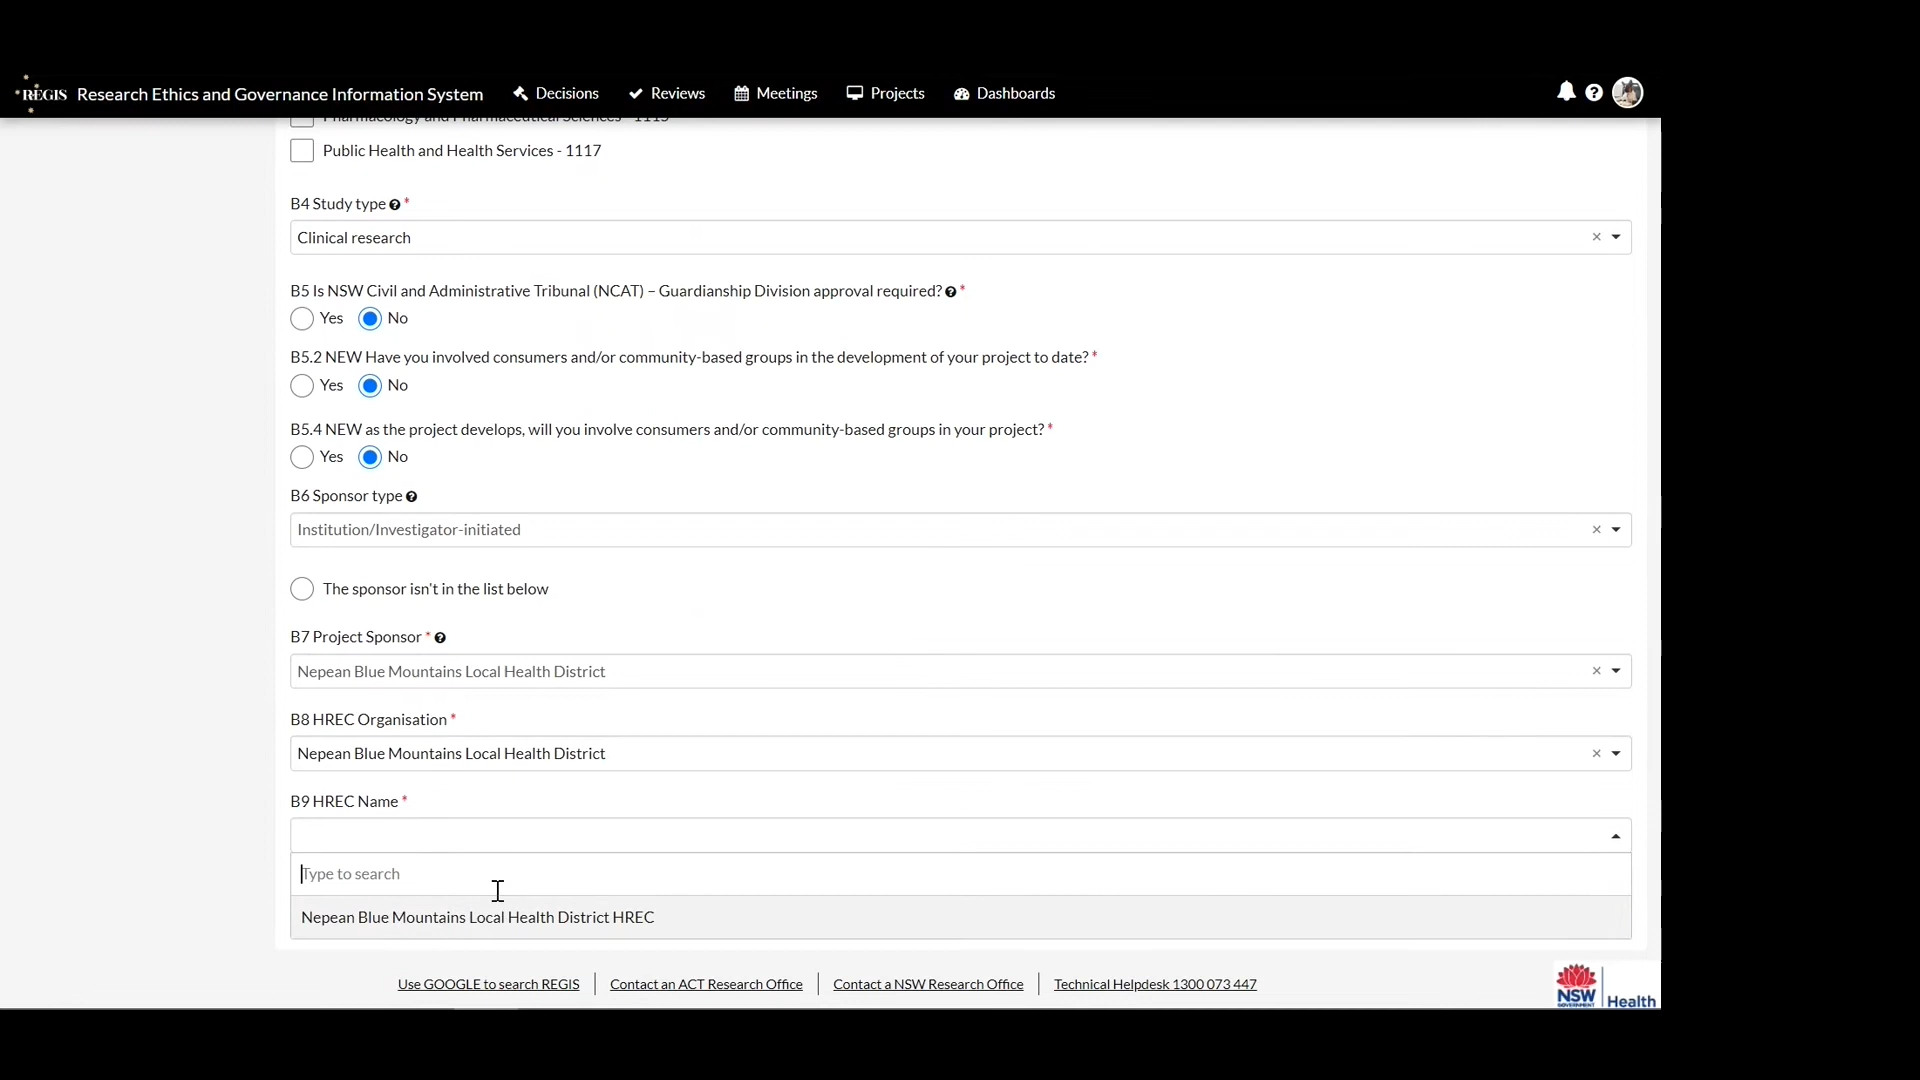 REGIS Research Ethics and Governance Information System Decisions Reviews Meetings Projects Dashboards
Pharmacology and Pharmaceutical Sciences - 1115
Public Health and Health Services - 1117
B4 Study type *
Clinical research
B5 Is NSW Civil and Administrative Tribunal (NCAT) – Guardianship Division approval required? *
Yes No
B5.2 NEW Have you involved consumers and/or community-based groups in the development of your project to date? *
Yes No
B5.4 NEW as the project develops, will you involve consumers and/or community-based groups in your project? *
Yes No
B6 Sponsor type
Institution/Investigator-initiated
The sponsor isn't in the list below
B7 Project Sponsor *
Nepean Blue Mountains Local Health District
B8 HREC Organisation *
Nepean Blue Mountains Local Health District
B9 HREC Name *
Type to search
Nepean Blue Mountains Local Health District HREC
Use GOOGLE to search REGIS Contact an ACT Research Office Contact a NSW Research Office Technical Helpdesk 1300 073 447
NSW GOVERNMENT Health